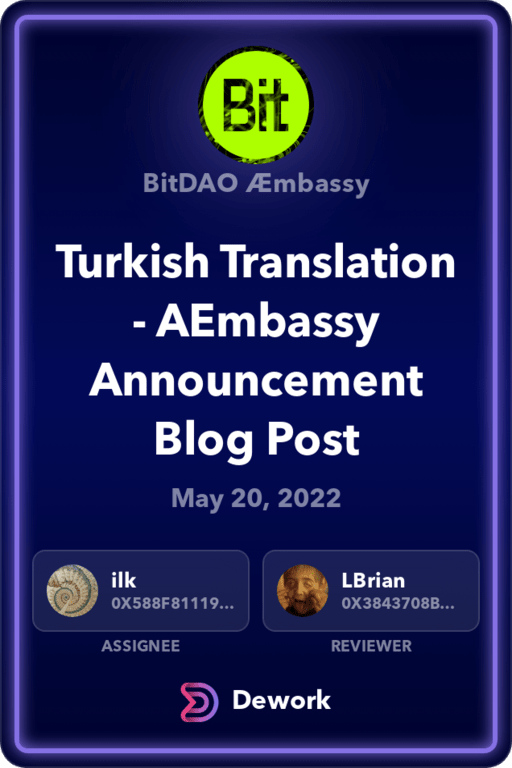 Bit
BitDAO Æmbassy
Turkish Translation
- AEmbassy
Announcement
Blog Post
May 20, 2022
ilk
0X588F81119...
ASSIGNEE
LBrian
0X3843708B...
REVIEWER
Dework